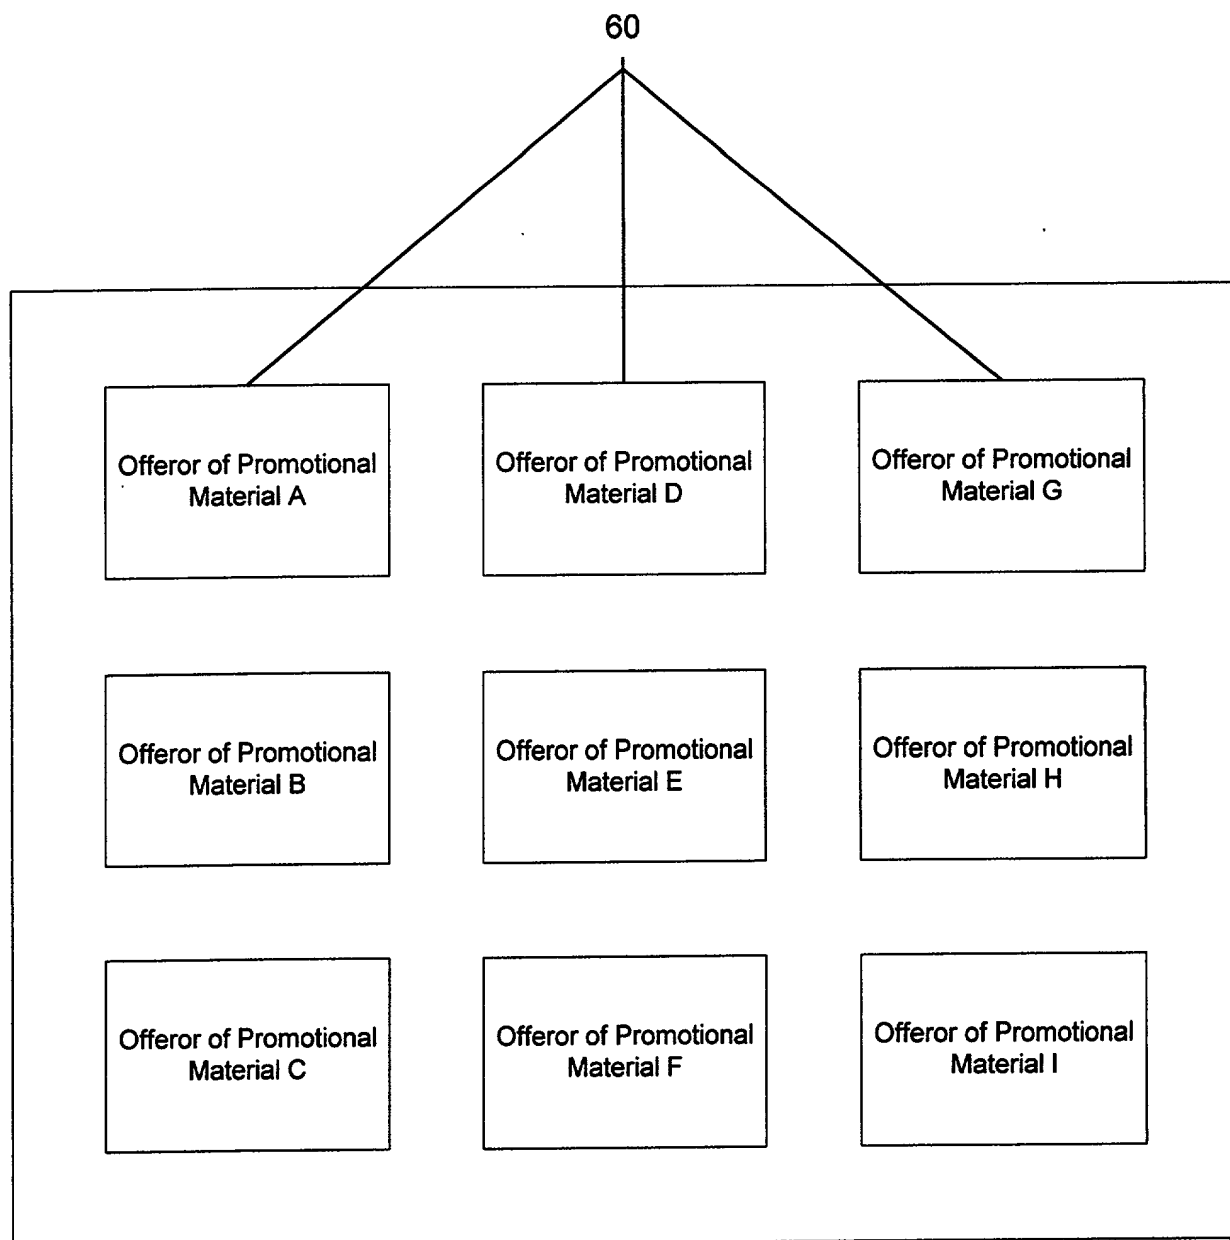 60
Offeror of Promotional
Material A
Offeror of Promotional
Material D
Offeror of Promotional
Material G
Offeror of Promotional
Material B
Offeror of Promotional
Material E
Offeror of Promotional
Material H
Offeror of Promotional
Material C
Offeror of Promotional
Material F
Offeror of Promotional
Material I